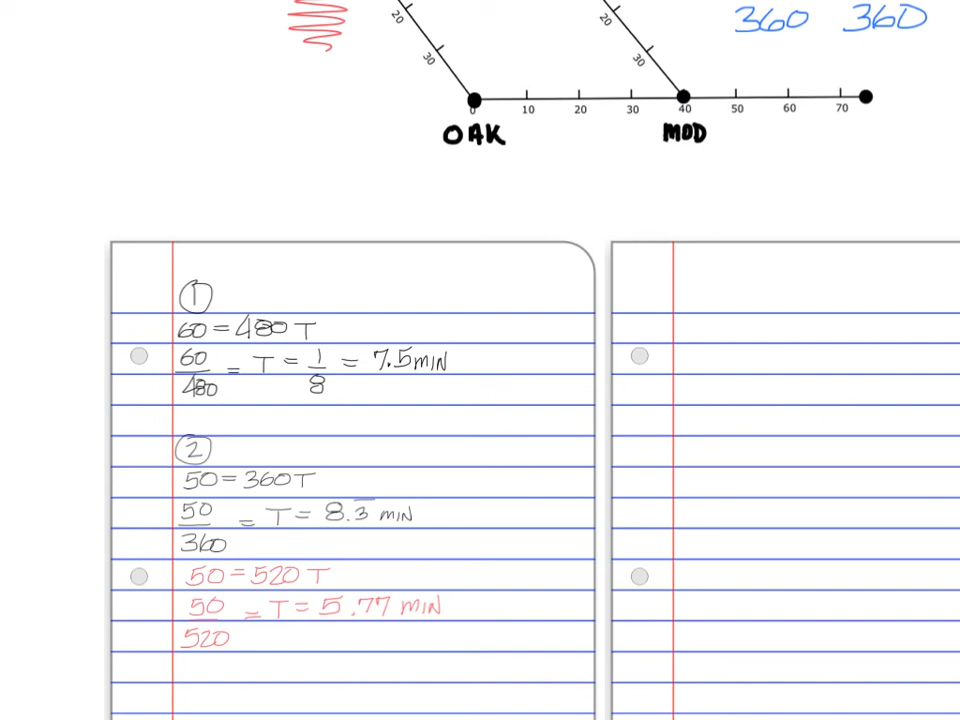 20
30
20
30
360 360
0 10 20 30 40 50 60 70
OAK MOD
1
60 = 480 T
60/480 = T = 1/8 = 7.5 MIN
2
50 = 360 T
50/360 = T = 8.3̅ MIN
50 = 520 T
50/520 = T = 5.77 MIN